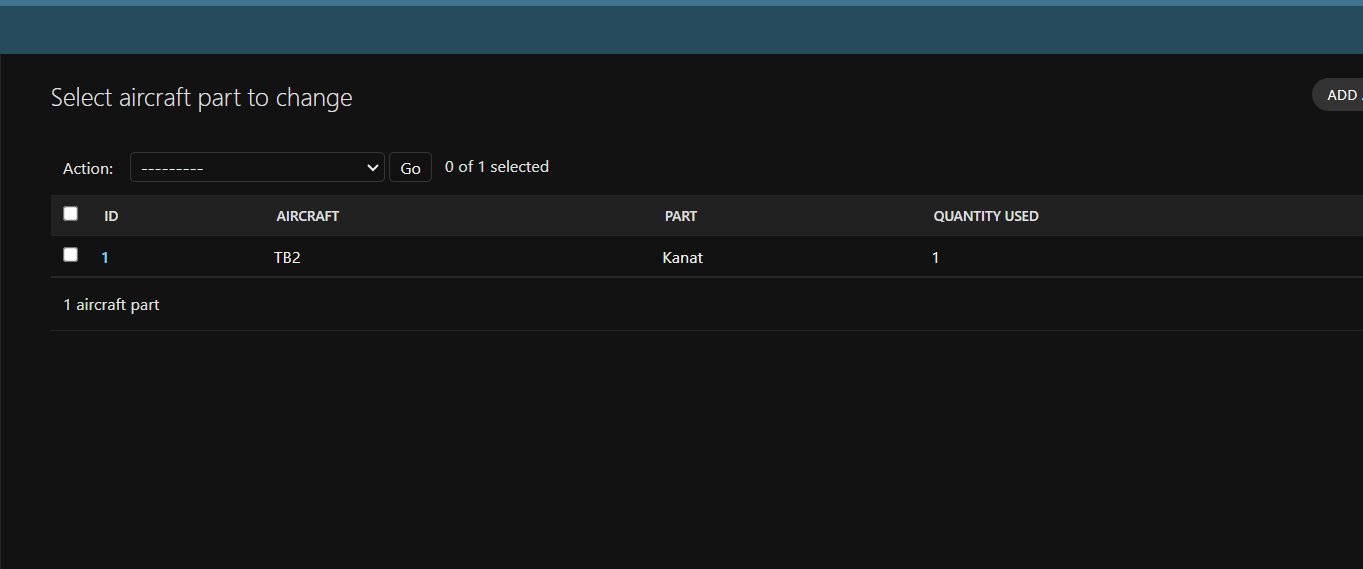 Select aircraft part to change
ADD
Action: --------- Go 0 of 1 selected
ID AIRCRAFT PART QUANTITY USED
1 TB2 Kanat 1
1 aircraft part